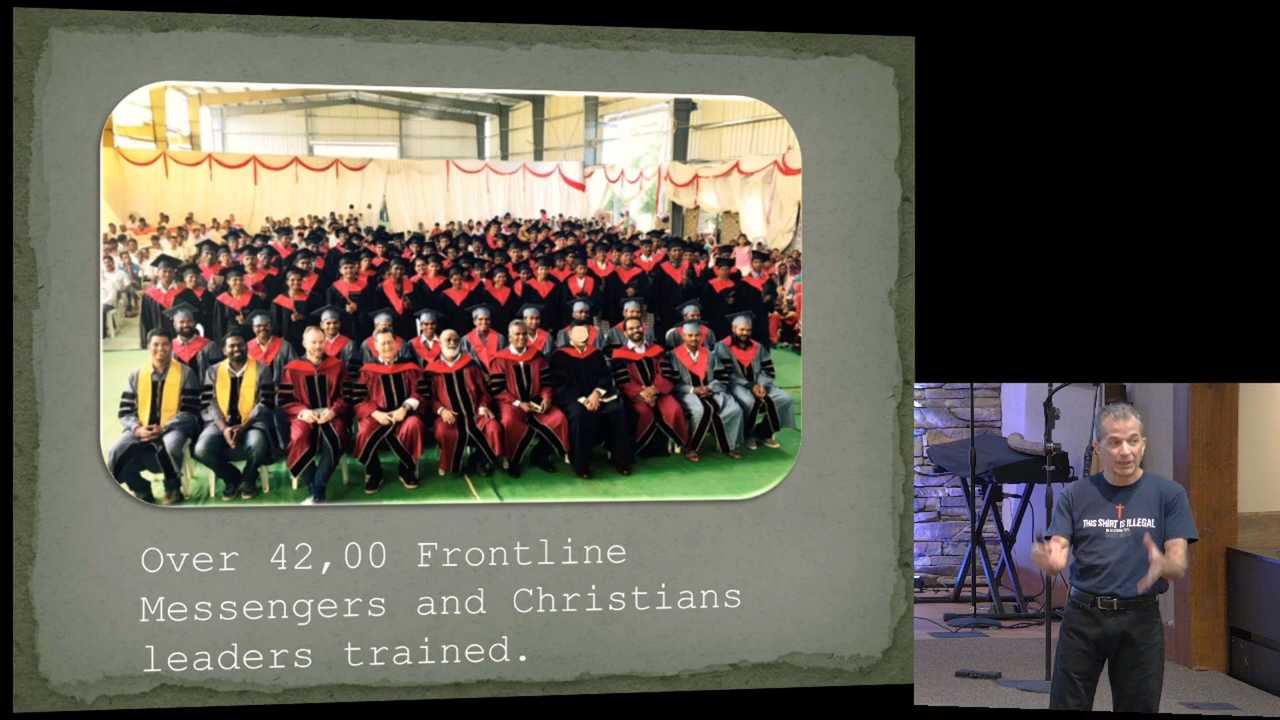 Over 42,00 Frontline
Messengers and Christians
leaders trained.
THIS SHIRT IS ILLEGAL